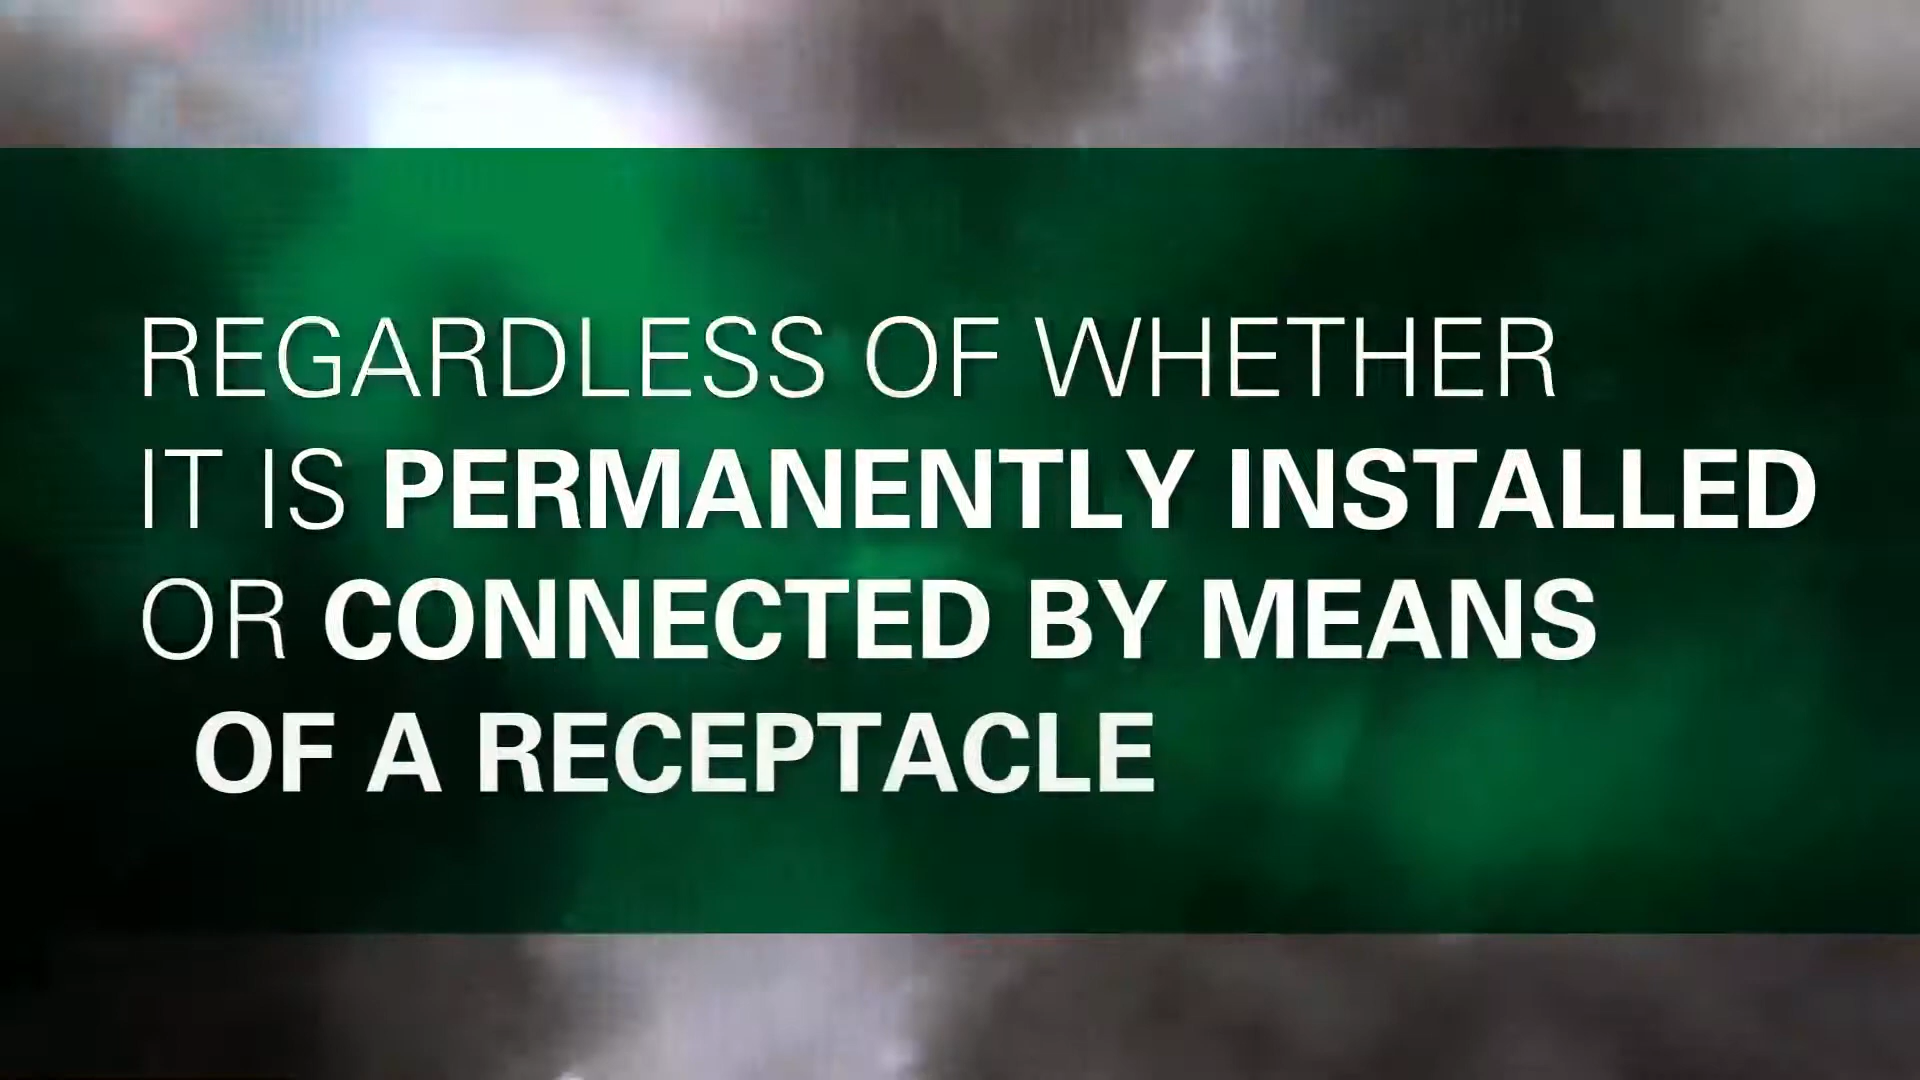 REGARDLESS OF WHETHER
IT IS PERMANENTLY INSTALLED
OR CONNECTED BY MEANS
OF A RECEPTACLE